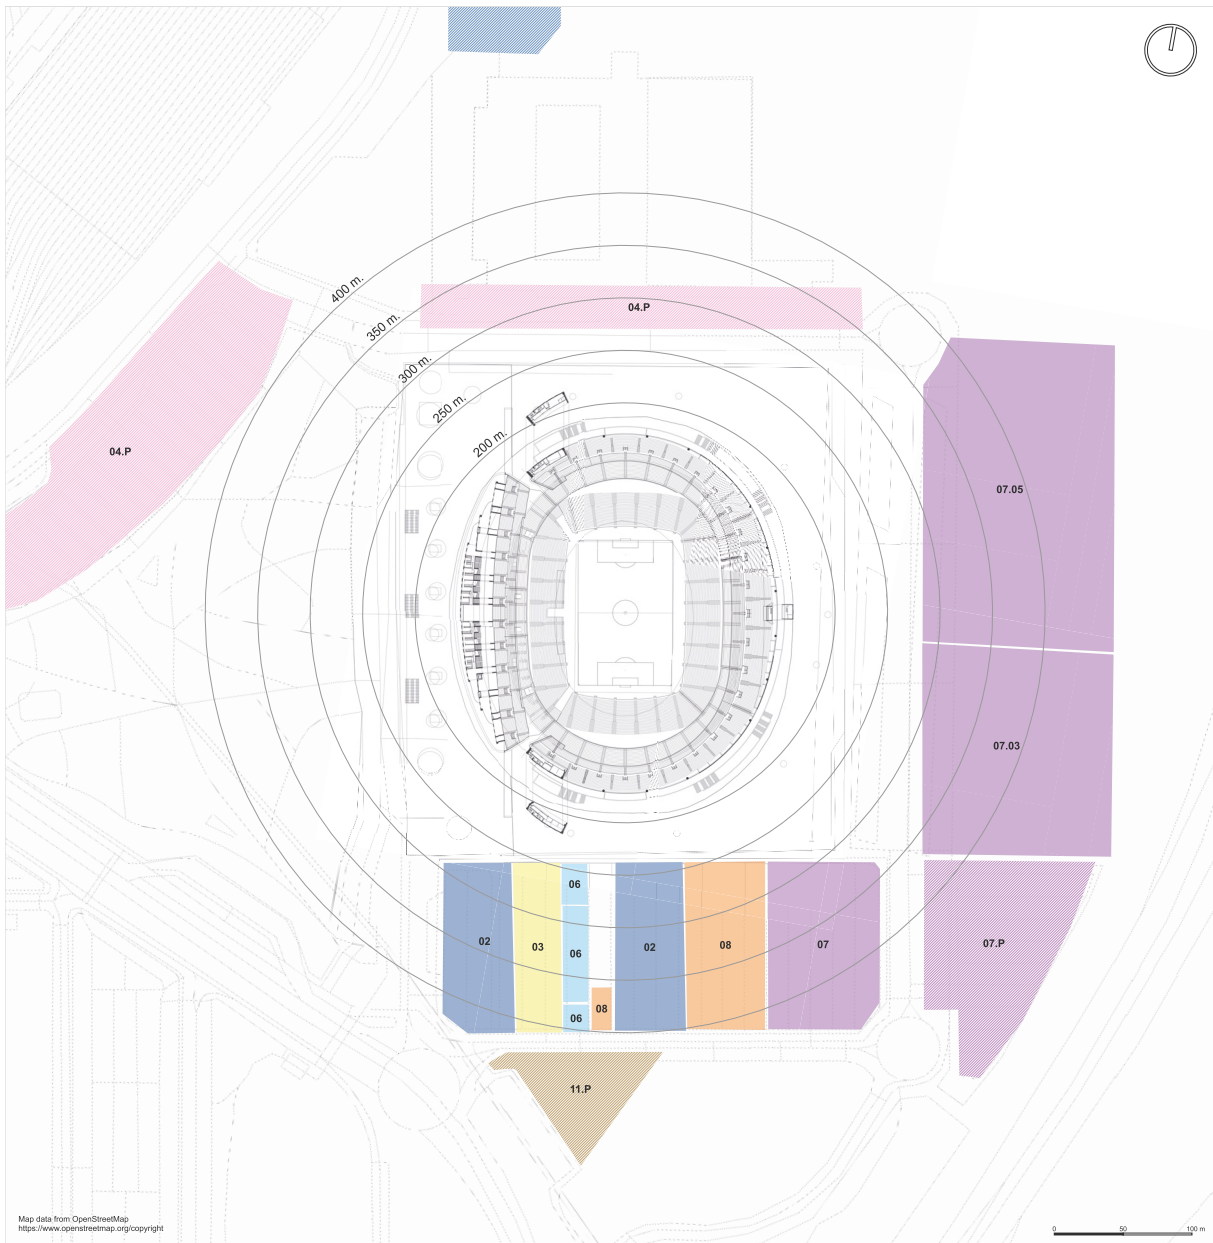 400 m.
04.P
350 m.
300 m.
250 m.
200 m.
04.P
07.05
07.03
06
02
03
06
02
08
07
07.P
08
06
11.P
Map data from OpenStreetMap
https://www.openstreetmap.org/copyright
0 50 100 m